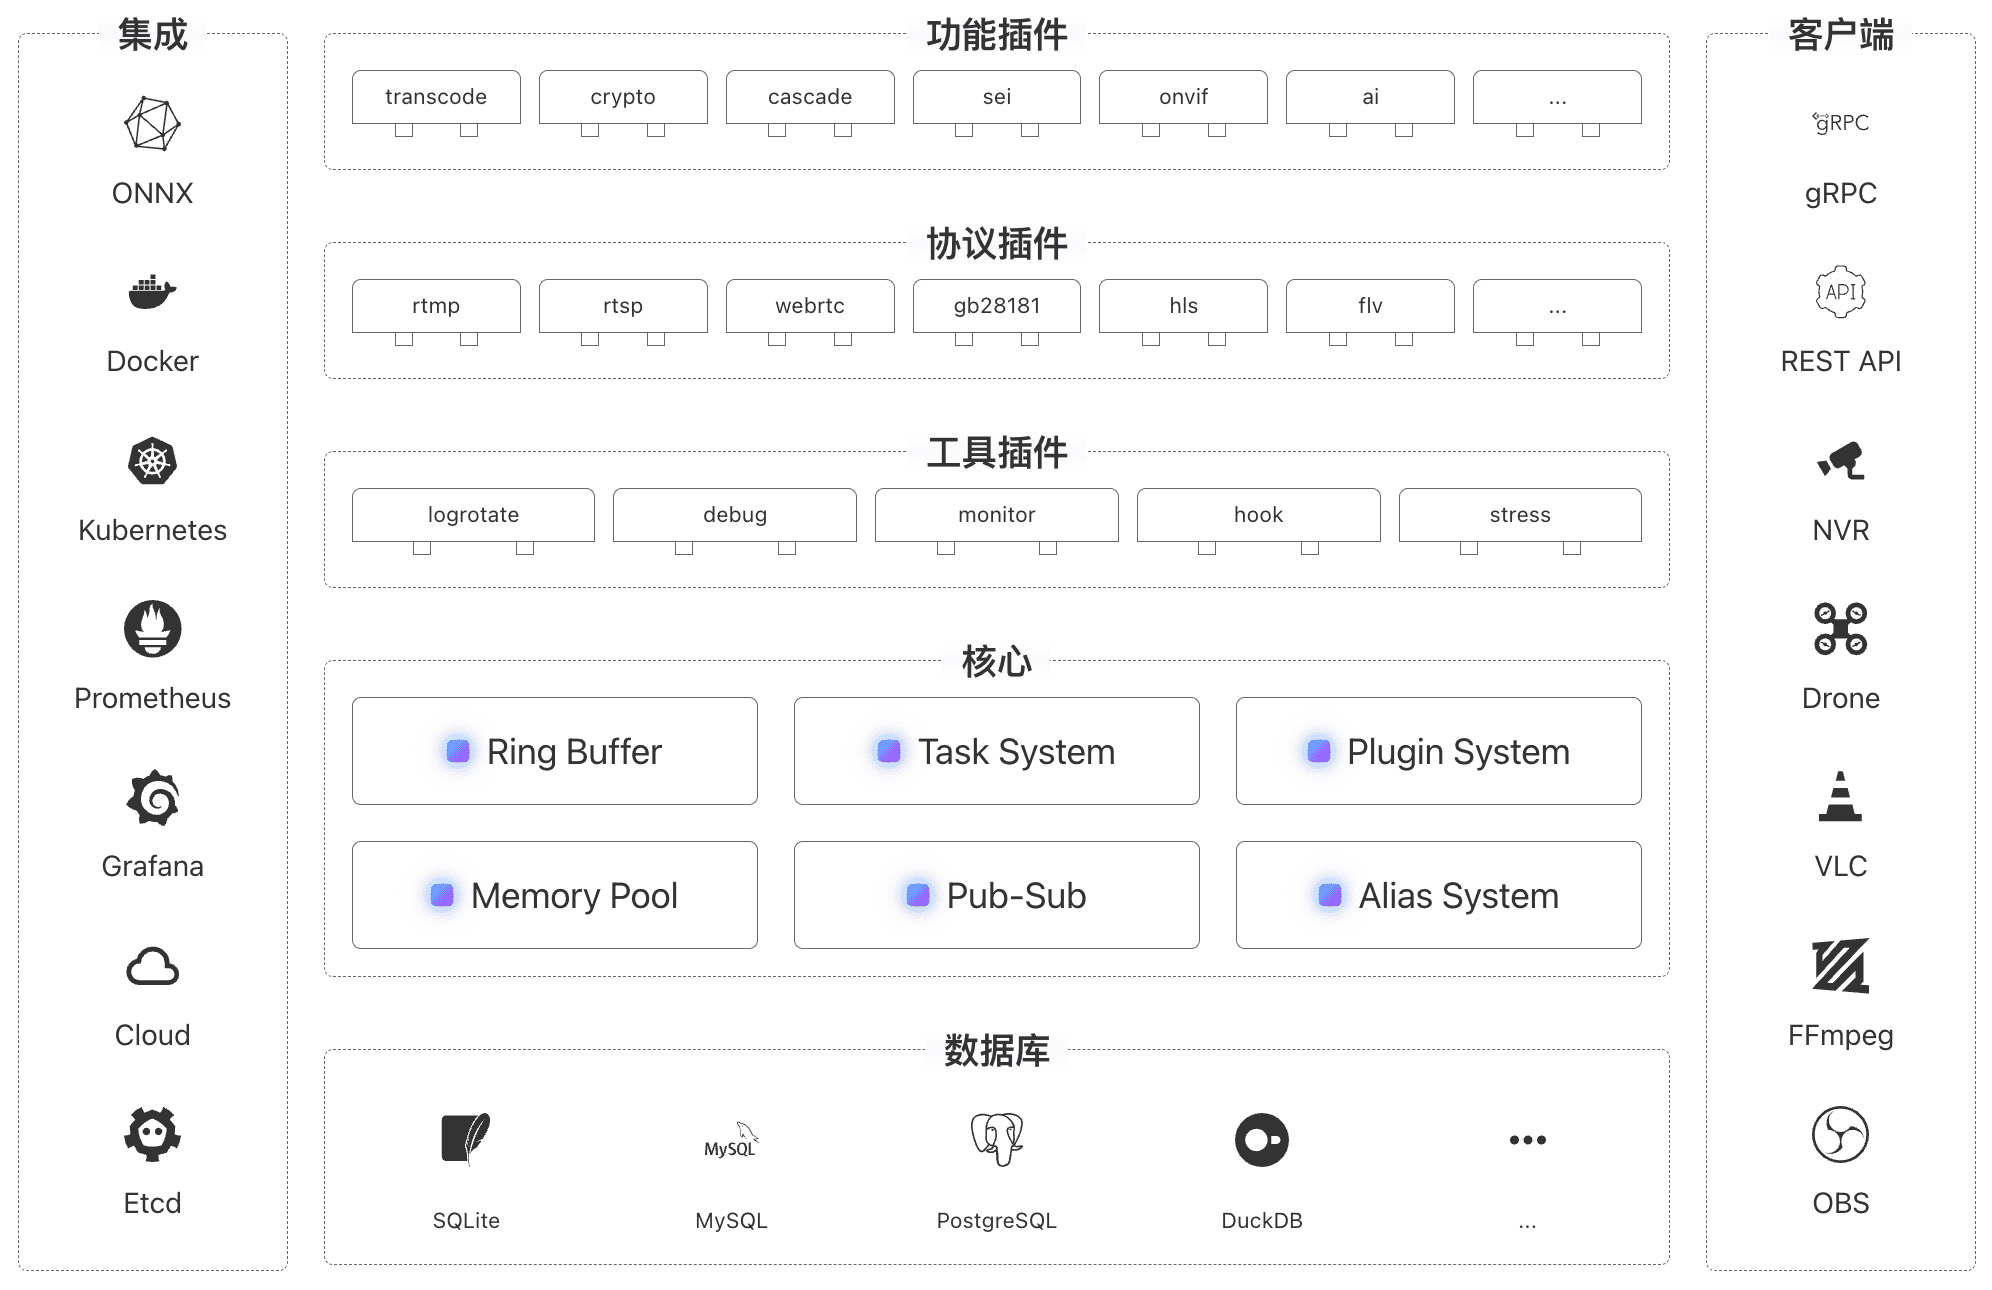 集成
ONNX
Docker
Kubernetes
Prometheus
Grafana
Cloud
Etcd
功能插件
transcode
crypto
cascade
sei
onvif
ai
...
协议插件
rtmp
rtsp
webrtc
gb28181
hls
flv
...
工具插件
logrotate
debug
monitor
hook
stress
核心
Ring Buffer
Task System
Plugin System
Memory Pool
Pub-Sub
Alias System
数据库
MySQL
SQLite
MySQL
PostgreSQL
DuckDB
...
客户端
gRPC
gRPC
API
REST API
NVR
Drone
VLC
FFmpeg
OBS